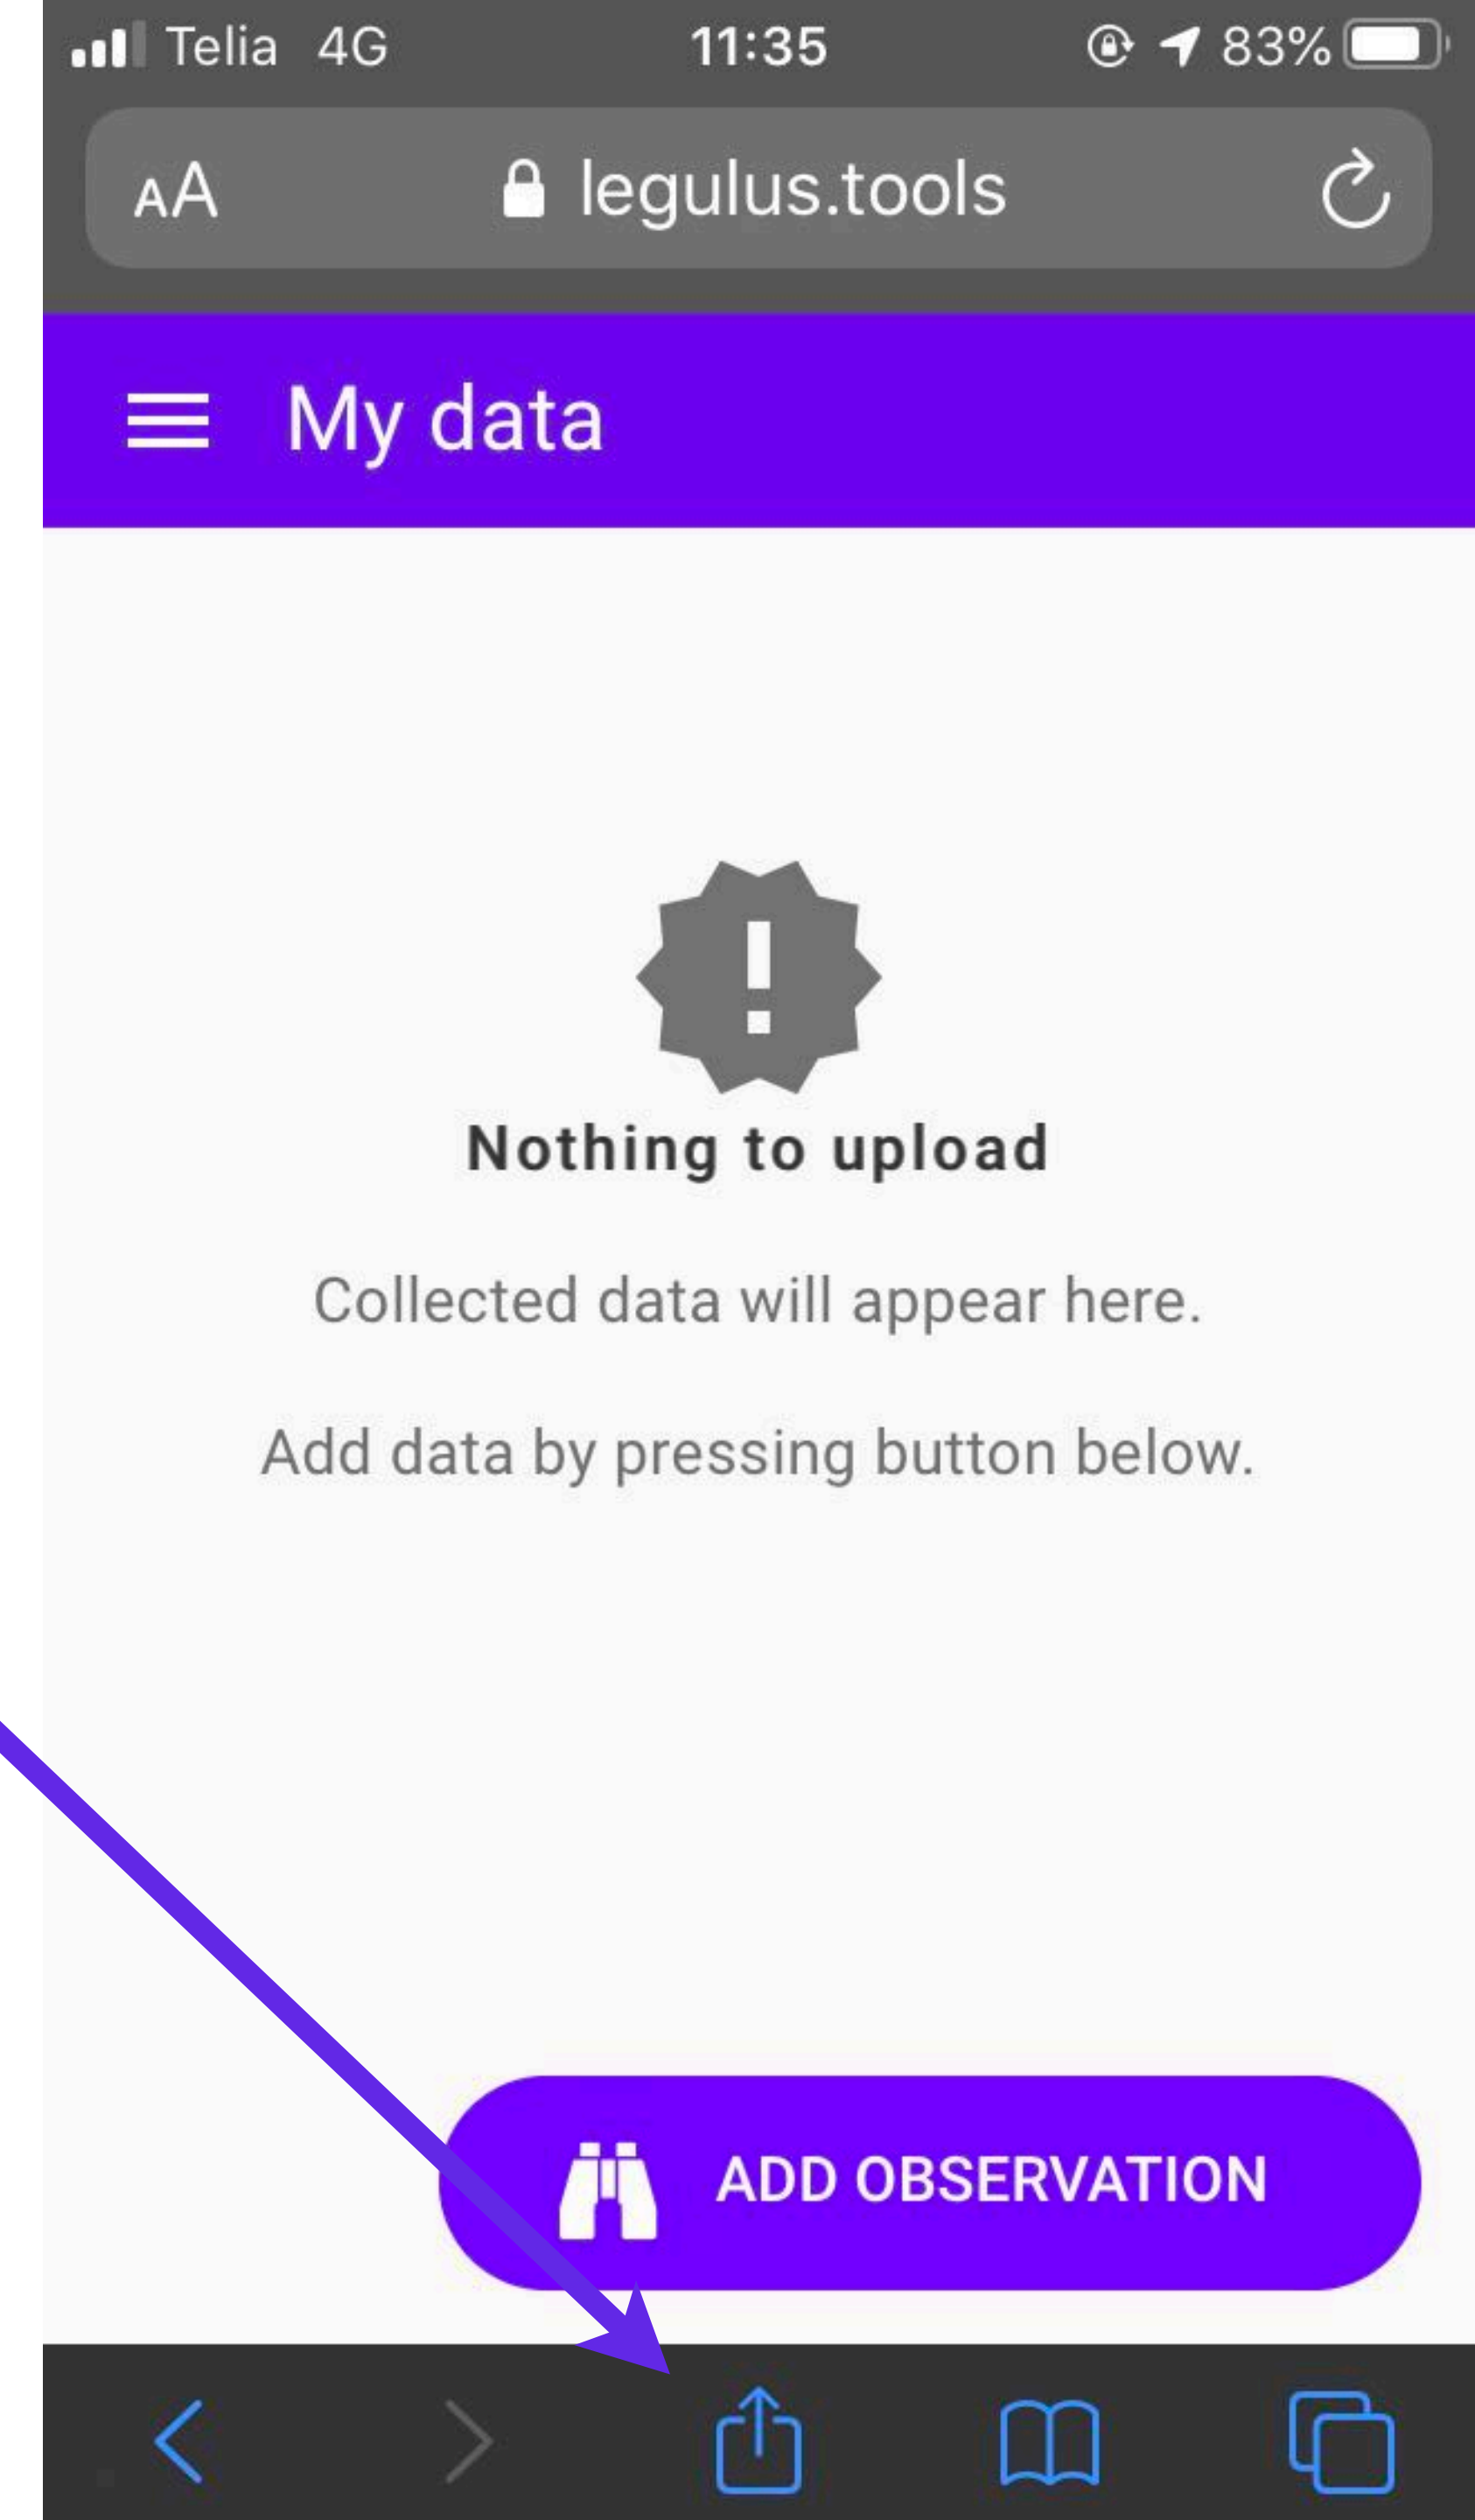 Telia 4G 11:35 83%
AA legulus.tools
My data
!
Nothing to upload
Collected data will appear here.
Add data by pressing button below.
ADD OBSERVATION